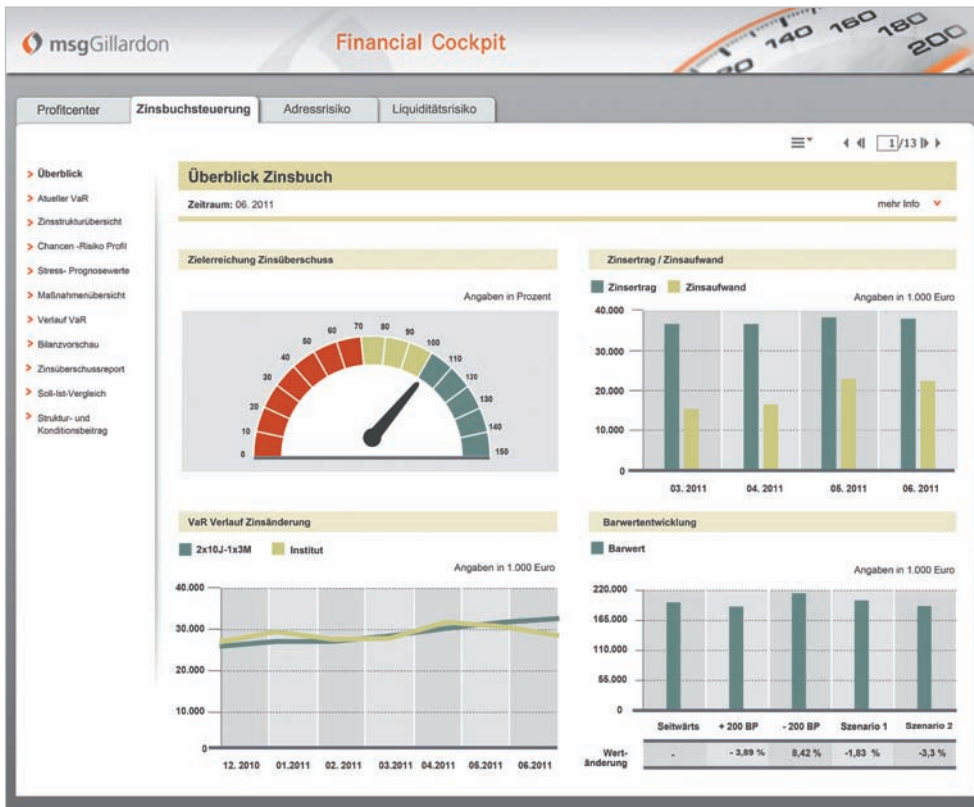 msgGillardon
Financial Cockpit
20 140 160 180 200
Profitcenter
Zinsbuchsteuerung
Adressrisiko
Liquiditätsrisiko
1/13
Überblick
Atueller VaR
Zinsstrukturübersicht
Chancen -Risiko Profil
Stress- Prognosewerte
Maßnahmenübersicht
Verlauf VaR
Bilanzvorschau
Zinsüberschussreport
Soll-Ist-Vergleich
Struktur- und
Konditionsbeitrag
Überblick Zinsbuch
Zeitraum: 06. 2011
mehr Info
Zielerreichung Zinsüberschuss
Angaben in Prozent
0
10
20
30
40
50
60
70
80
90
100
110
120
130
140
150
Zinsertrag / Zinsaufwand
Zinsertrag Zinsaufwand
Angaben in 1.000 Euro
40.000
30.000
20.000
10.000
0
03. 2011 04. 2011 05. 2011 06. 2011
VaR Verlauf Zinsänderung
2x10J-1x3M Institut
Angaben in 1.000 Euro
40.000
30.000
20.000
10.000
0
12. 2010 01.2011 02. 2011 03.2011 04.2011 05.2011 06.2011
Barwertentwicklung
Barwert
Angaben in 1.000 Euro
220.000
165.000
110.000
55.000
0
Seitwärts + 200 BP - 200 BP Szenario 1 Szenario 2
Wert-
änderung
- - 3,89 % 8,42 % -1,83 % -3,3 %